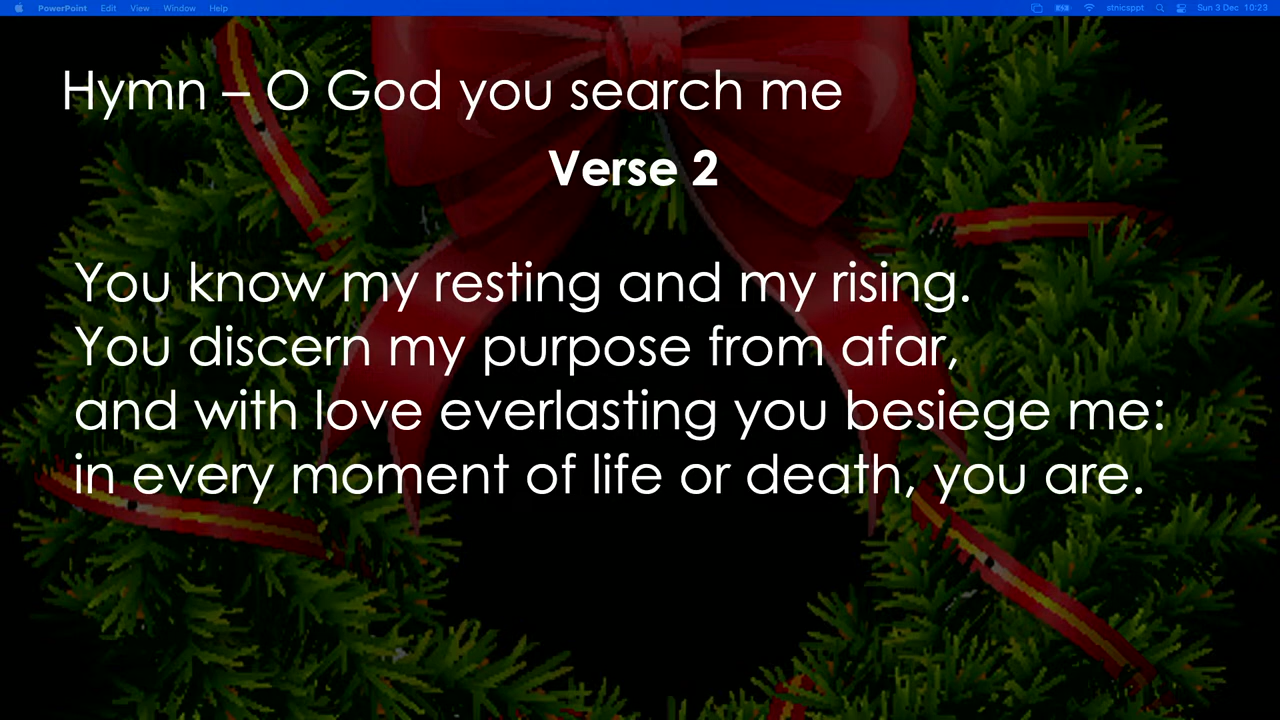 PowerPoint Edit View Window Help stnicsppt Sun 3 Dec 10:23
Hymn – O God you search me
Verse 2
You know my resting and my rising.
You discern my purpose from afar,
and with love everlasting you besiege me:
in every moment of life or death, you are.